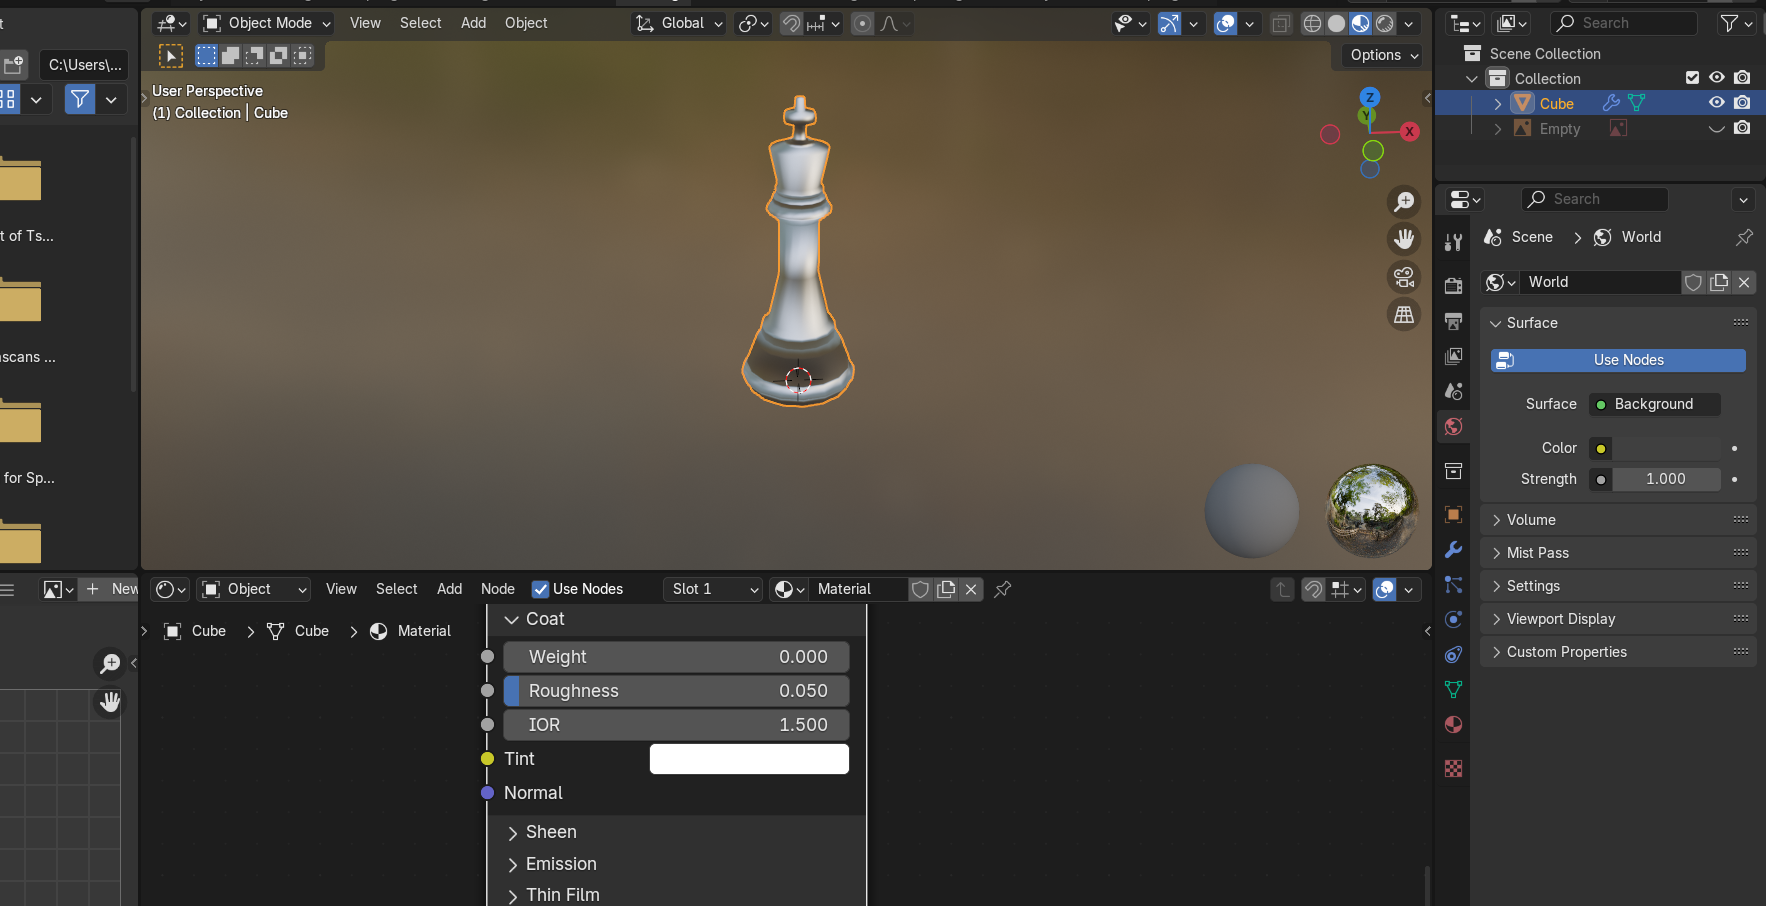 Object Mode View Select Add Object Global
Options
User Perspective
(1) Collection | Cube
Z
Y
X
C:\Users\...
t of Ts...
ascans ...
for Sp...
New
Search
Scene Collection
Collection
Cube
Empty
Search
Scene World
World
Surface
Use Nodes
Surface Background
Color
Strength 1.000
Volume
Mist Pass
Settings
Viewport Display
Custom Properties
Object View Select Add Node Use Nodes Slot 1 Material
Cube Cube Material
Coat
Weight 0.000
Roughness 0.050
IOR 1.500
Tint
Normal
Sheen
Emission
Thin Film